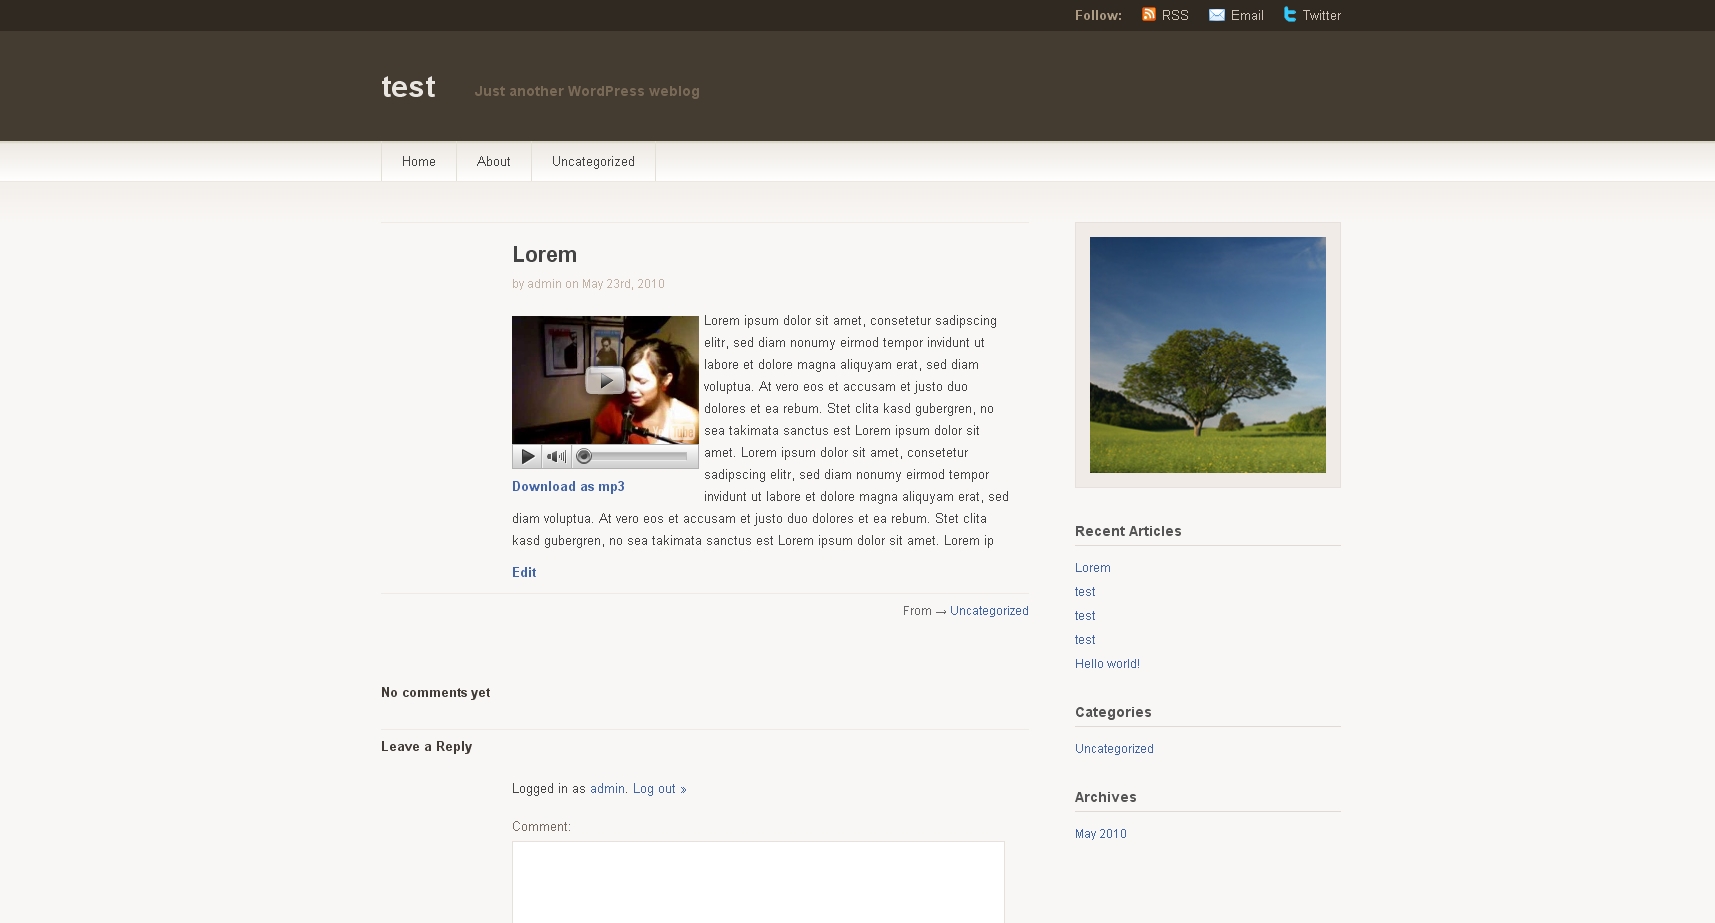 Follow: RSS Email Twitter
test Just another WordPress weblog
Home About Uncategorized
Lorem
by admin on May 23rd, 2010
Lorem ipsum dolor sit amet, consetetur sadipscing
elitr, sed diam nonumy eirmod tempor invidunt ut
labore et dolore magna aliquyam erat, sed diam
voluptua. At vero eos et accusam et justo duo
dolores et ea rebum. Stet clita kasd gubergren, no
sea takimata sanctus est Lorem ipsum dolor sit
amet. Lorem ipsum dolor sit amet, consetetur
sadipscing elitr, sed diam nonumy eirmod tempor
invidunt ut labore et dolore magna aliquyam erat, sed
diam voluptua. At vero eos et accusam et justo duo dolores et ea rebum. Stet clita
kasd gubergren, no sea takimata sanctus est Lorem ipsum dolor sit amet. Lorem ip
YouTube
Download as mp3
Edit
From → Uncategorized
No comments yet
Leave a Reply
Logged in as admin. Log out »
Comment:
Recent Articles
Lorem
test
test
test
Hello world!
Categories
Uncategorized
Archives
May 2010